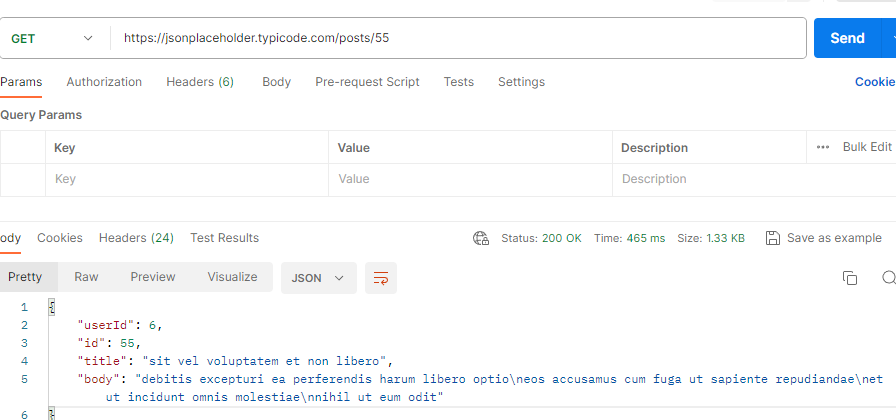 GET https://jsonplaceholder.typicode.com/posts/55 Send
Params Authorization Headers (6) Body Pre-request Script Tests Settings Cookie
Query Params
Key Value Description ••• Bulk Edit
Key Value Description
ody Cookies Headers (24) Test Results Status: 200 OK Time: 465 ms Size: 1.33 KB Save as example
Pretty Raw Preview Visualize JSON
1 {
2 "userId": 6,
3 "id": 55,
4 "title": "sit vel voluptatem et non libero",
5 "body": "debitis excepturi ea perferendis harum libero optio\neos accusamus cum fuga ut sapiente repudiandae\net
ut incidunt omnis molestiae\nnihil ut eum odit"
6 }